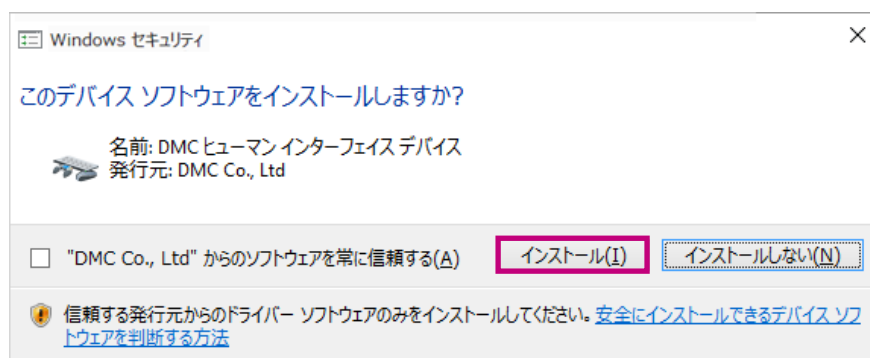 Windows セキュリティ
このデバイス ソフトウェアをインストールしますか?
名前: DMC ヒューマン インターフェイス デバイス
発行元: DMC Co., Ltd
"DMC Co., Ltd" からのソフトウェアを常に信頼する(A) インストール(I) インストールしない(N)
信頼する発行元からのドライバー ソフトウェアのみをインストールしてください。安全にインストールできるデバイス ソフ
トウェアを判断する方法